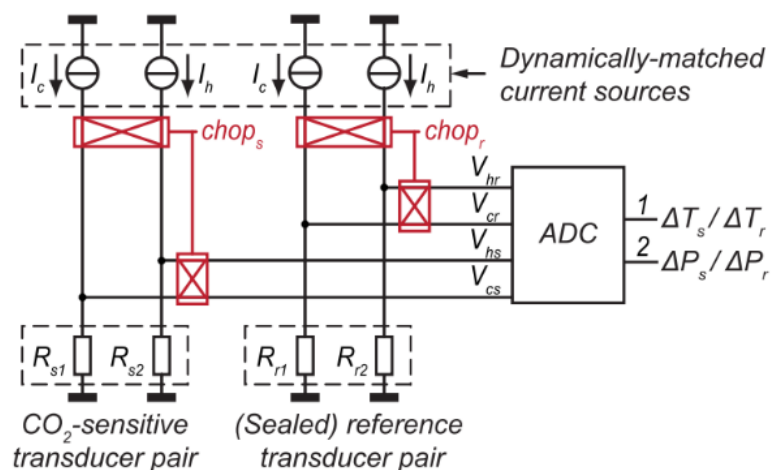 I_c I_h I_c I_h
Dynamically-matched
current sources
chop_s chop_r
V_hr
V_cr
V_hs
V_cs
ADC
1 ΔT_s/ΔT_r
2 ΔP_s/ΔP_r
R_s1 R_s2 R_r1 R_r2
CO₂-sensitive
transducer pair
(Sealed) reference
transducer pair